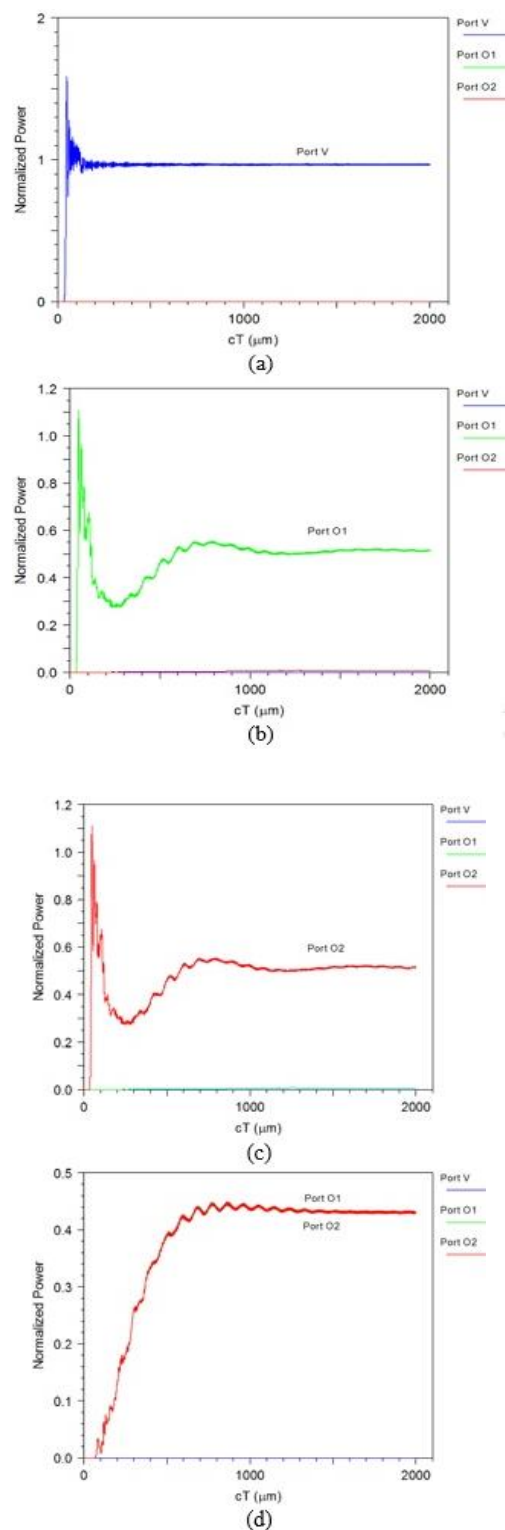 2
Port V
Port O1
Port O2
Normalized Power
Port V
1
0
0
1000
2000
cT (μm)
(a)
1.2
Port V
1.0
Port O1
0.8
Port O2
Normalized Power
0.6
Port O1
0.4
0.2
0.0
0
1000
2000
cT (μm)
(b)
1.2
Port V
1.0
Port O1
0.8
Port O2
Normalized Power
0.6
Port O2
0.4
0.2
0.0
0
1000
2000
cT (μm)
(c)
0.5
Port V
Port O1
Port O1
0.4
Port O2
Port O2
Normalized Power
0.3
0.2
0.1
0.0
0
1000
2000
cT (μm)
(d)